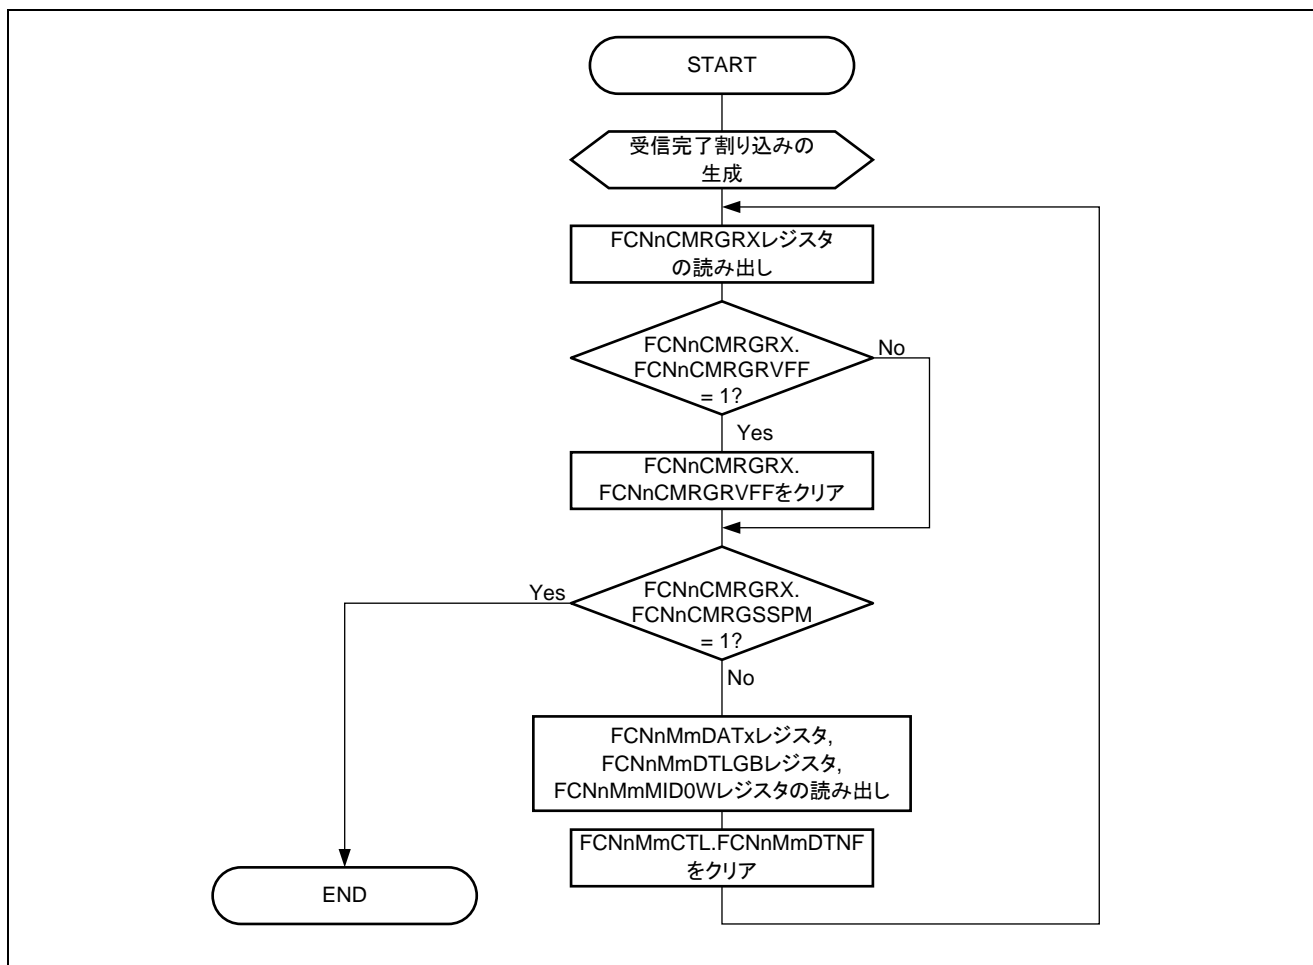 START
受信完了割り込みの
生成
FCNnCMRGRXレジスタ
の読み出し
FCNnCMRGRX.
FCNnCMRGRVFF
= 1?
No
Yes
FCNnCMRGRX.
FCNnCMRGRVFFをクリア
FCNnCMRGRX.
FCNnCMRGSSPM
= 1?
Yes
No
FCNnMmDATxレジスタ,
FCNnMmDTLGBレジスタ,
FCNnMmMID0Wレジスタの読み出し
FCNnMmCTL.FCNnMmDTNF
をクリア
END